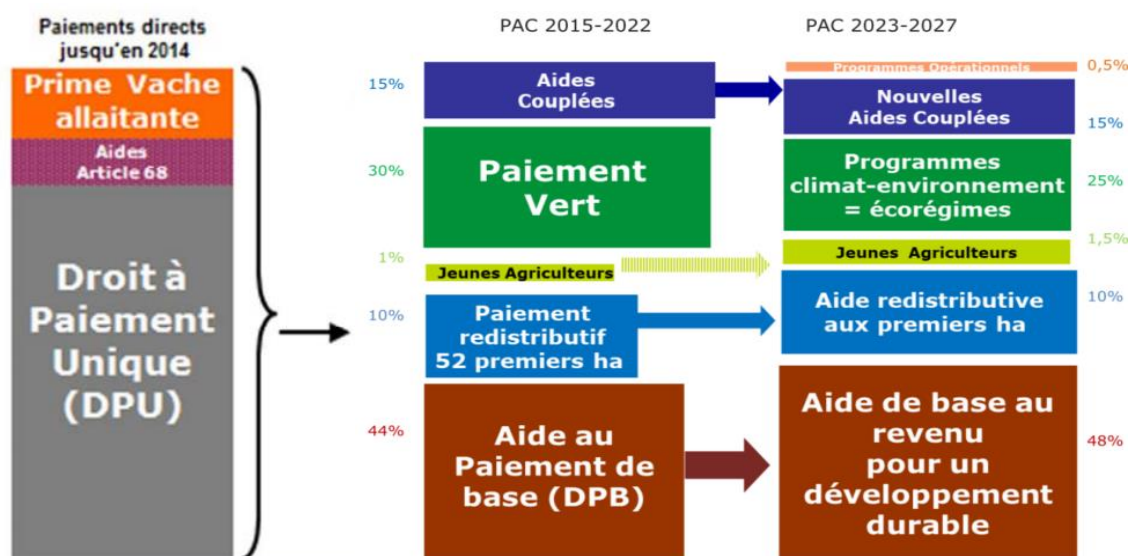 Paiements directs
jusqu'en 2014
Prime Vache
allaitante
Aides
Article 68
Droit à
Paiement
Unique
(DPU)
PAC 2015-2022
15%
Aides
Couplées
30%
Paiement
Vert
1%
Jeunes Agriculteurs
10%
Paiement
redistributif
52 premiers ha
44%
Aide au
Paiement de
base (DPB)
PAC 2023-2027
Programmes Opérationnels
0,5%
Nouvelles
Aides Couplées
15%
Programmes
climat-environnement
= écorégimes
25%
1,5%
Jeunes Agriculteurs
Aide redistributive
aux premiers ha
10%
Aide de base au
revenu
pour un
développement
durable
48%